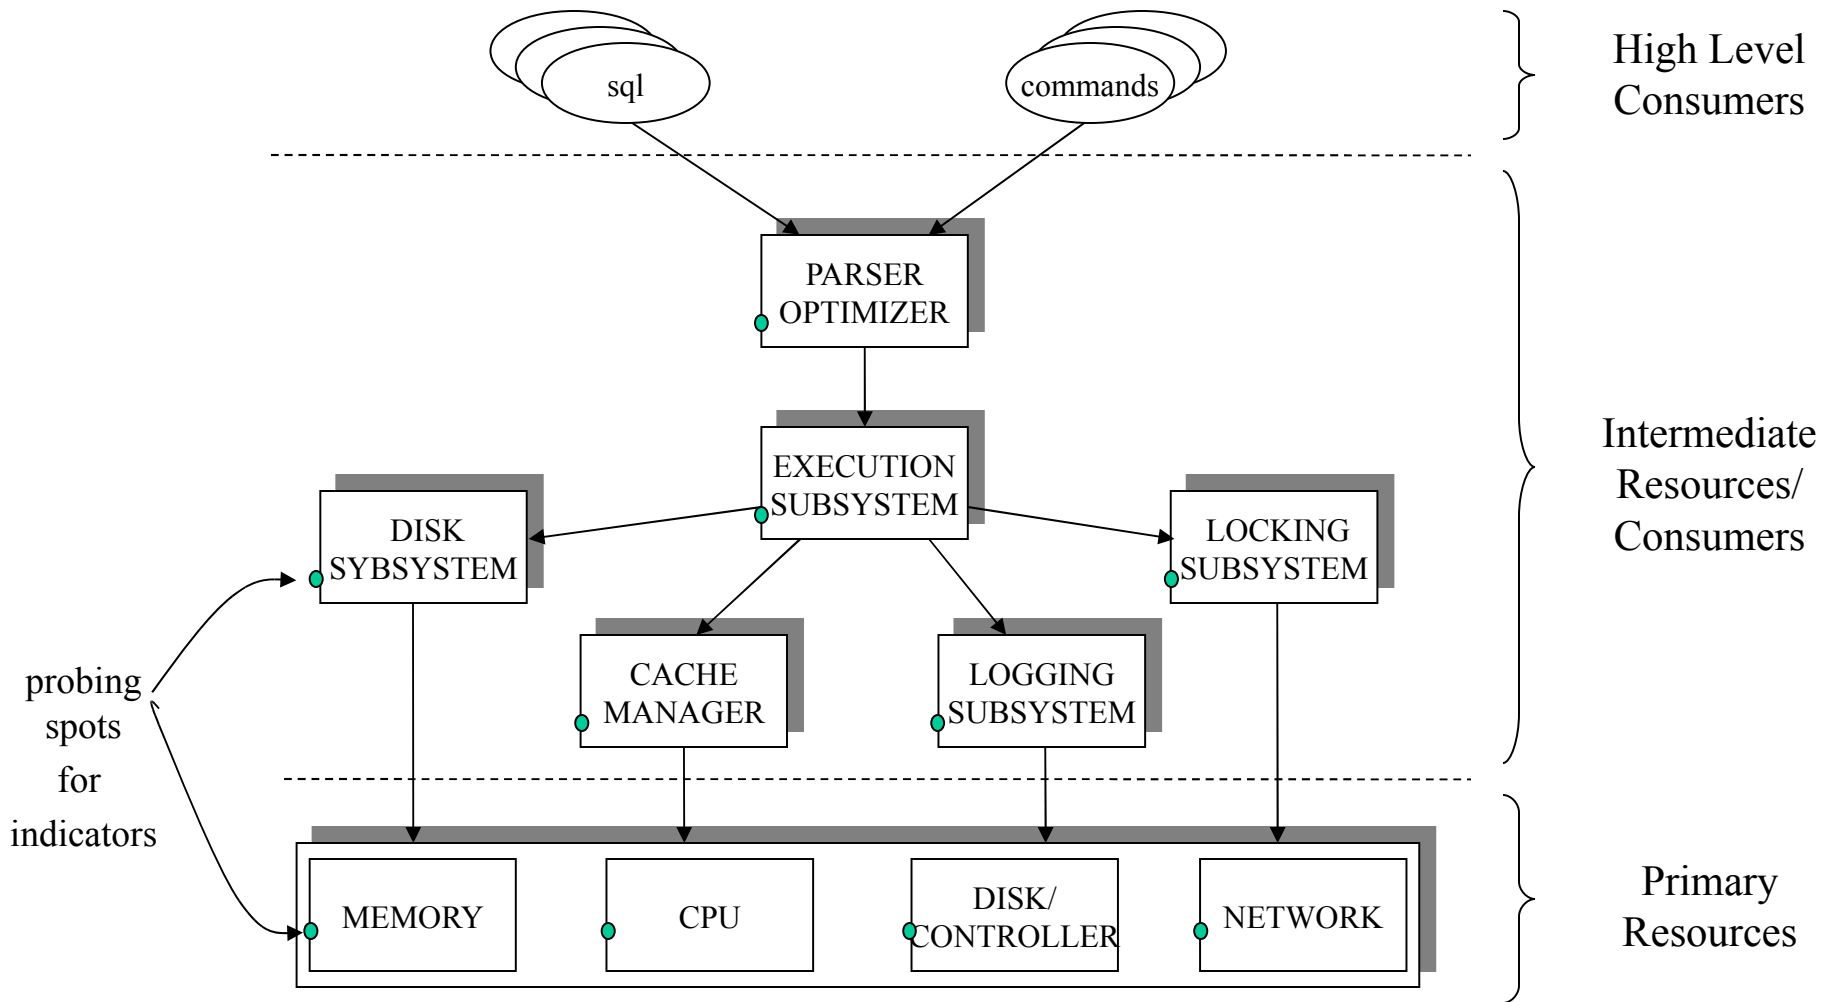 sql
commands
High Level
Consumers
PARSER
OPTIMIZER
EXECUTION
SUBSYSTEM
DISK
SYBSYSTEM
LOCKING
SUBSYSTEM
Intermediate
Resources/
Consumers
CACHE
MANAGER
LOGGING
SUBSYSTEM
probing
spots
for
indicators
MEMORY
CPU
DISK/
CONTROLLER
NETWORK
Primary
Resources